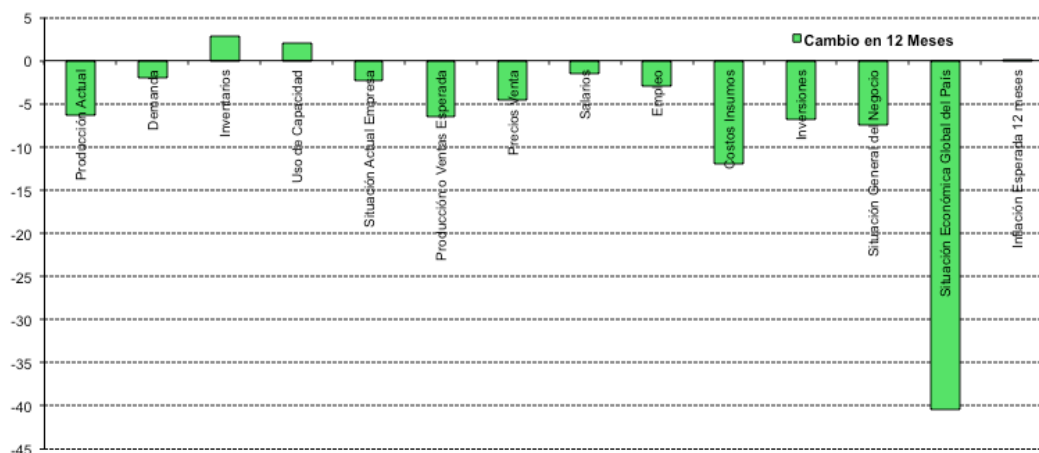 5
0
-5
-10
-15
-20
-25
-30
-35
-40
-45
Cambio en 12 Meses
Producción Actual
Demanda
Inventarios
Uso de Capacidad
Situación Actual Empresa
Producción o Ventas Esperada
Precios Venta
Salarios
Empleo
Costos Insumos
Inversiones
Situación General del Negocio
Situación Económica Global del País
Inflación Esperada 12 meses